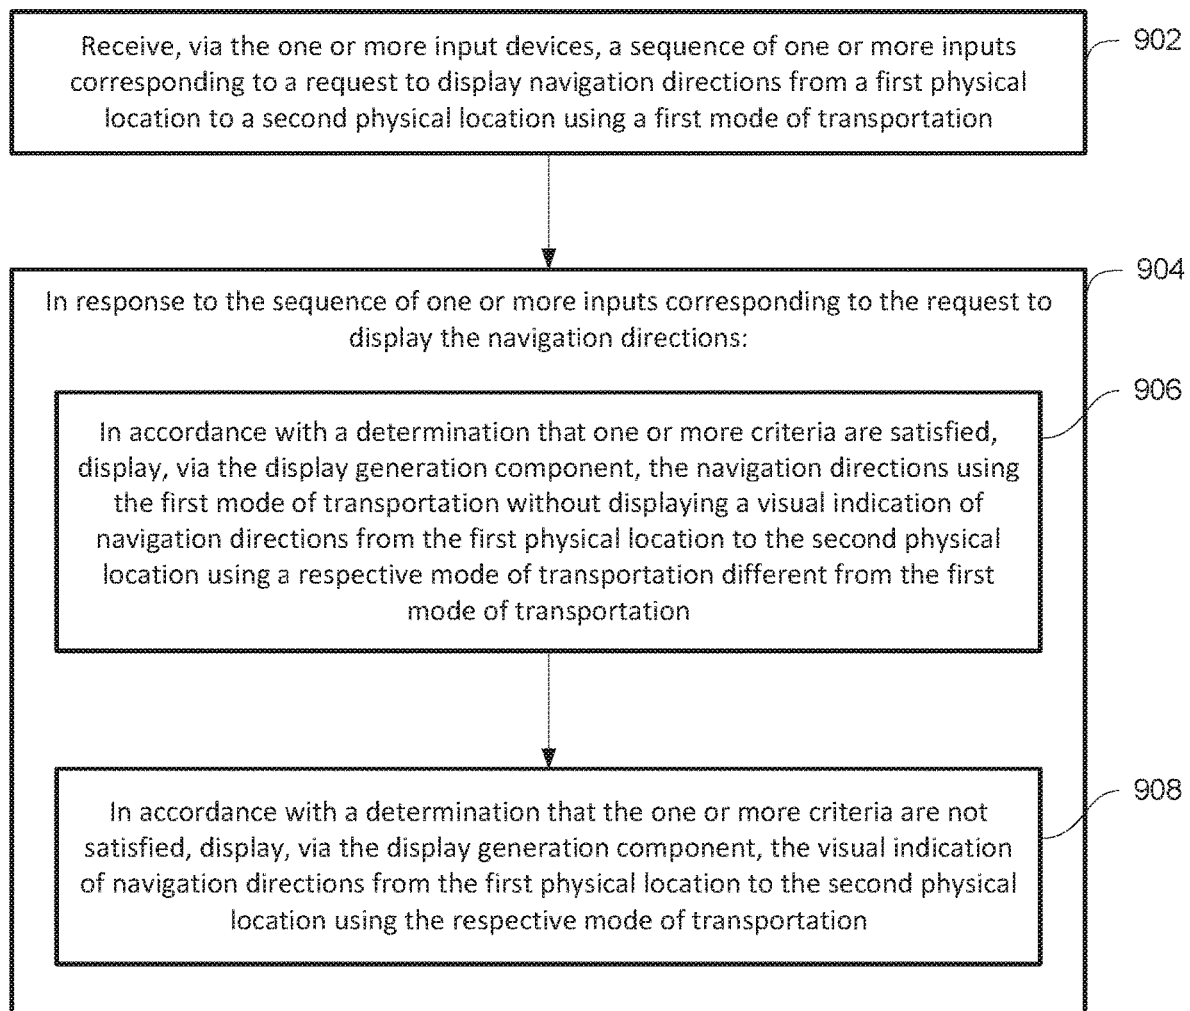 Receive, via the one or more input devices, a sequence of one or more inputs
corresponding to a request to display navigation directions from a first physical
location to a second physical location using a first mode of transportation
902
904
In response to the sequence of one or more inputs corresponding to the request to
display the navigation directions:
906
In accordance with a determination that one or more criteria are satisfied,
display, via the display generation component, the navigation directions using
the first mode of transportation without displaying a visual indication of
navigation directions from the first physical location to the second physical
location using a respective mode of transportation different from the first
mode of transportation
908
In accordance with a determination that the one or more criteria are not
satisfied, display, via the display generation component, the visual indication
of navigation directions from the first physical location to the second physical
location using the respective mode of transportation